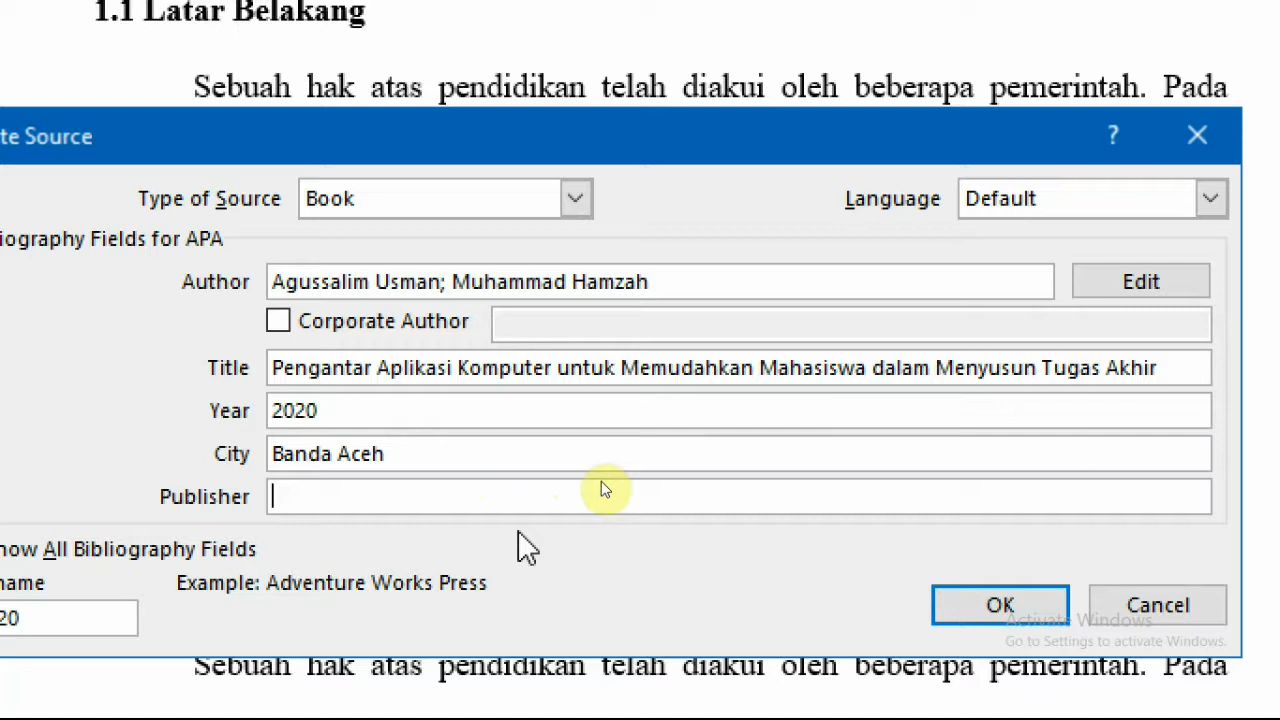 1.1 Latar Belakang
Sebuah hak atas pendidikan telah diakui oleh beberapa pemerintah. Pada
te Source ?
Type of Source Book Language Default
iography Fields for APA
Author Agussalim Usman; Muhammad Hamzah Edit
Corporate Author
Title Pengantar Aplikasi Komputer untuk Memudahkan Mahasiswa dalam Menyusun Tugas Akhir
Year 2020
City Banda Aceh
Publisher
how All Bibliography Fields
name Example: Adventure Works Press
20 OK Cancel
Activate Windows
Go to Settings to activate Windows.
Sebuah hak atas pendidikan telah diakui oleh beberapa pemerintah. Pada